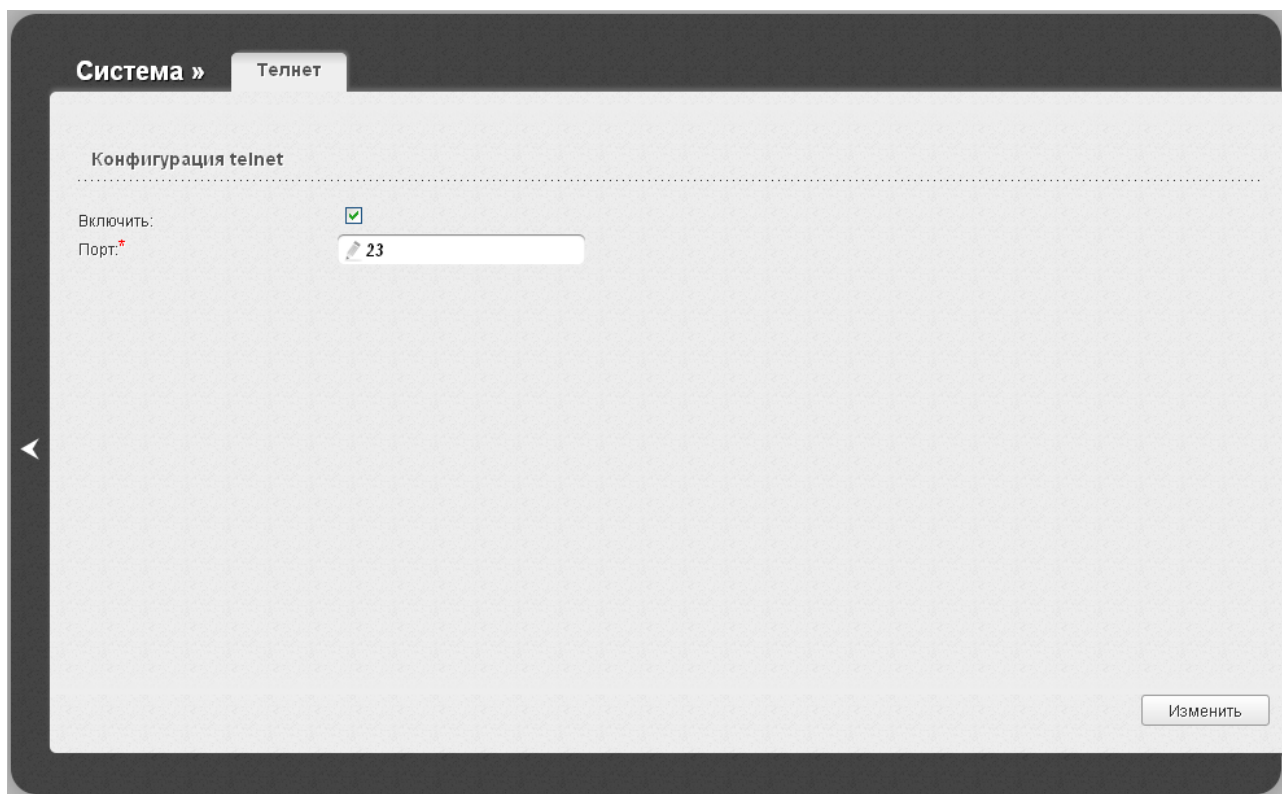 Система »
Телнет
Конфигурация telnet
Включить:
Порт:*
23
Изменить